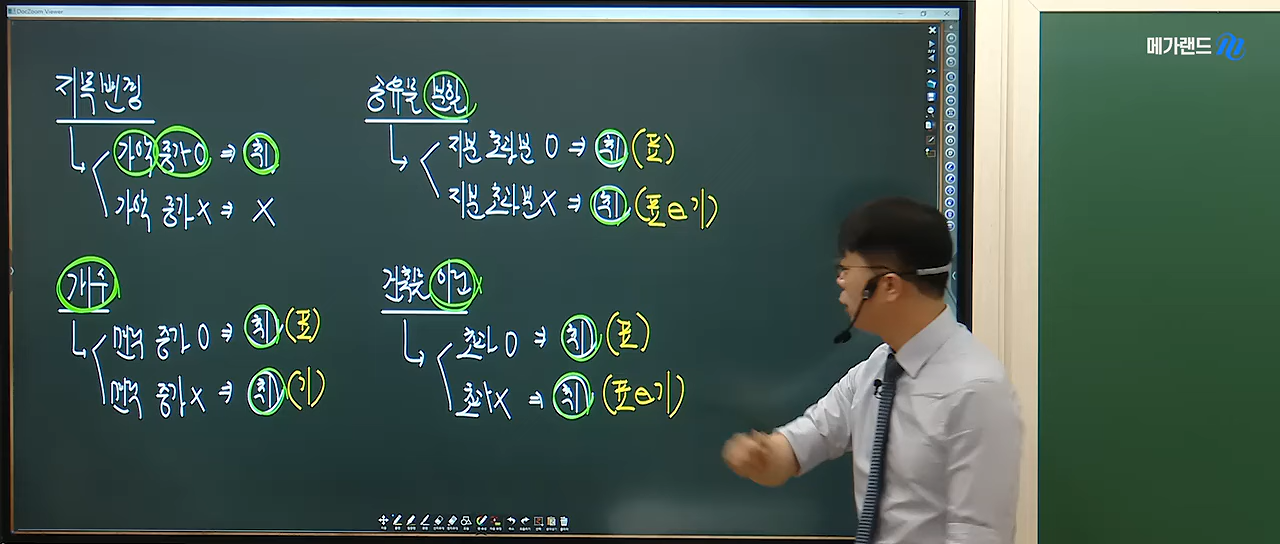 DocZoom_Viewer
메가랜드
지목변경
가액 증가 O ⇒ 취
가액 증가 X ⇒ X
공유물 분할
지분 초과분 O ⇒ 취 (표)
지분 초과분 X ⇒ 취 (표⊖기)
개수
면적 증가 O ⇒ 취 (표)
면적 증가 X ⇒ 취 (기)
건축물 이전
초과 O ⇒ 취 (표)
초과 X ⇒ 취 (표⊖기)